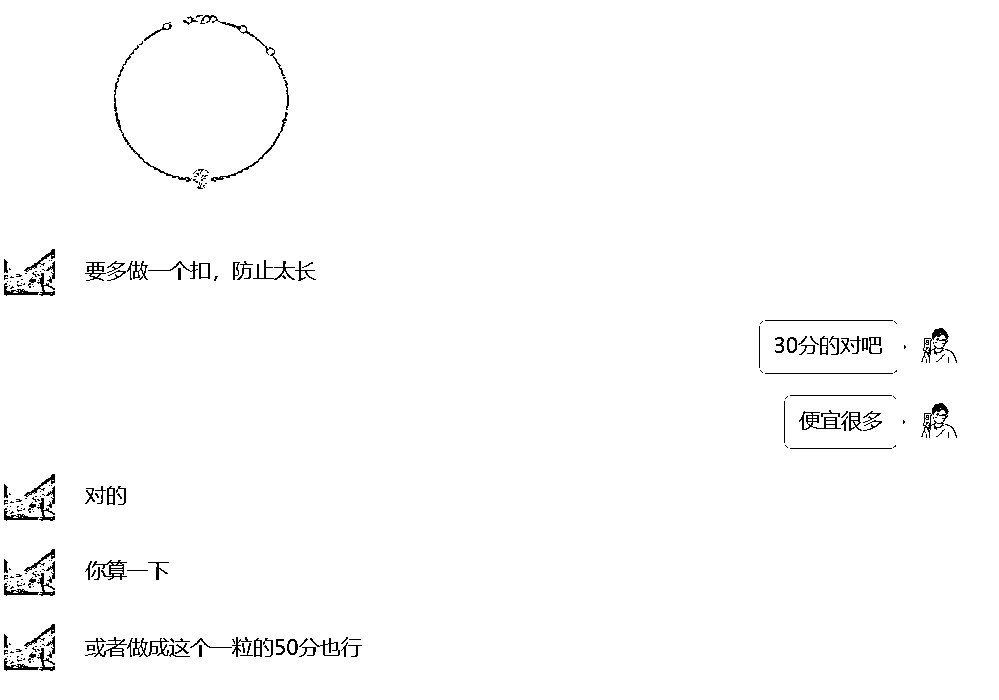 要多做一个扣，防止太长
30分的对吧
便宜很多
对的
你算一下
或者做成这个一粒的50分也行